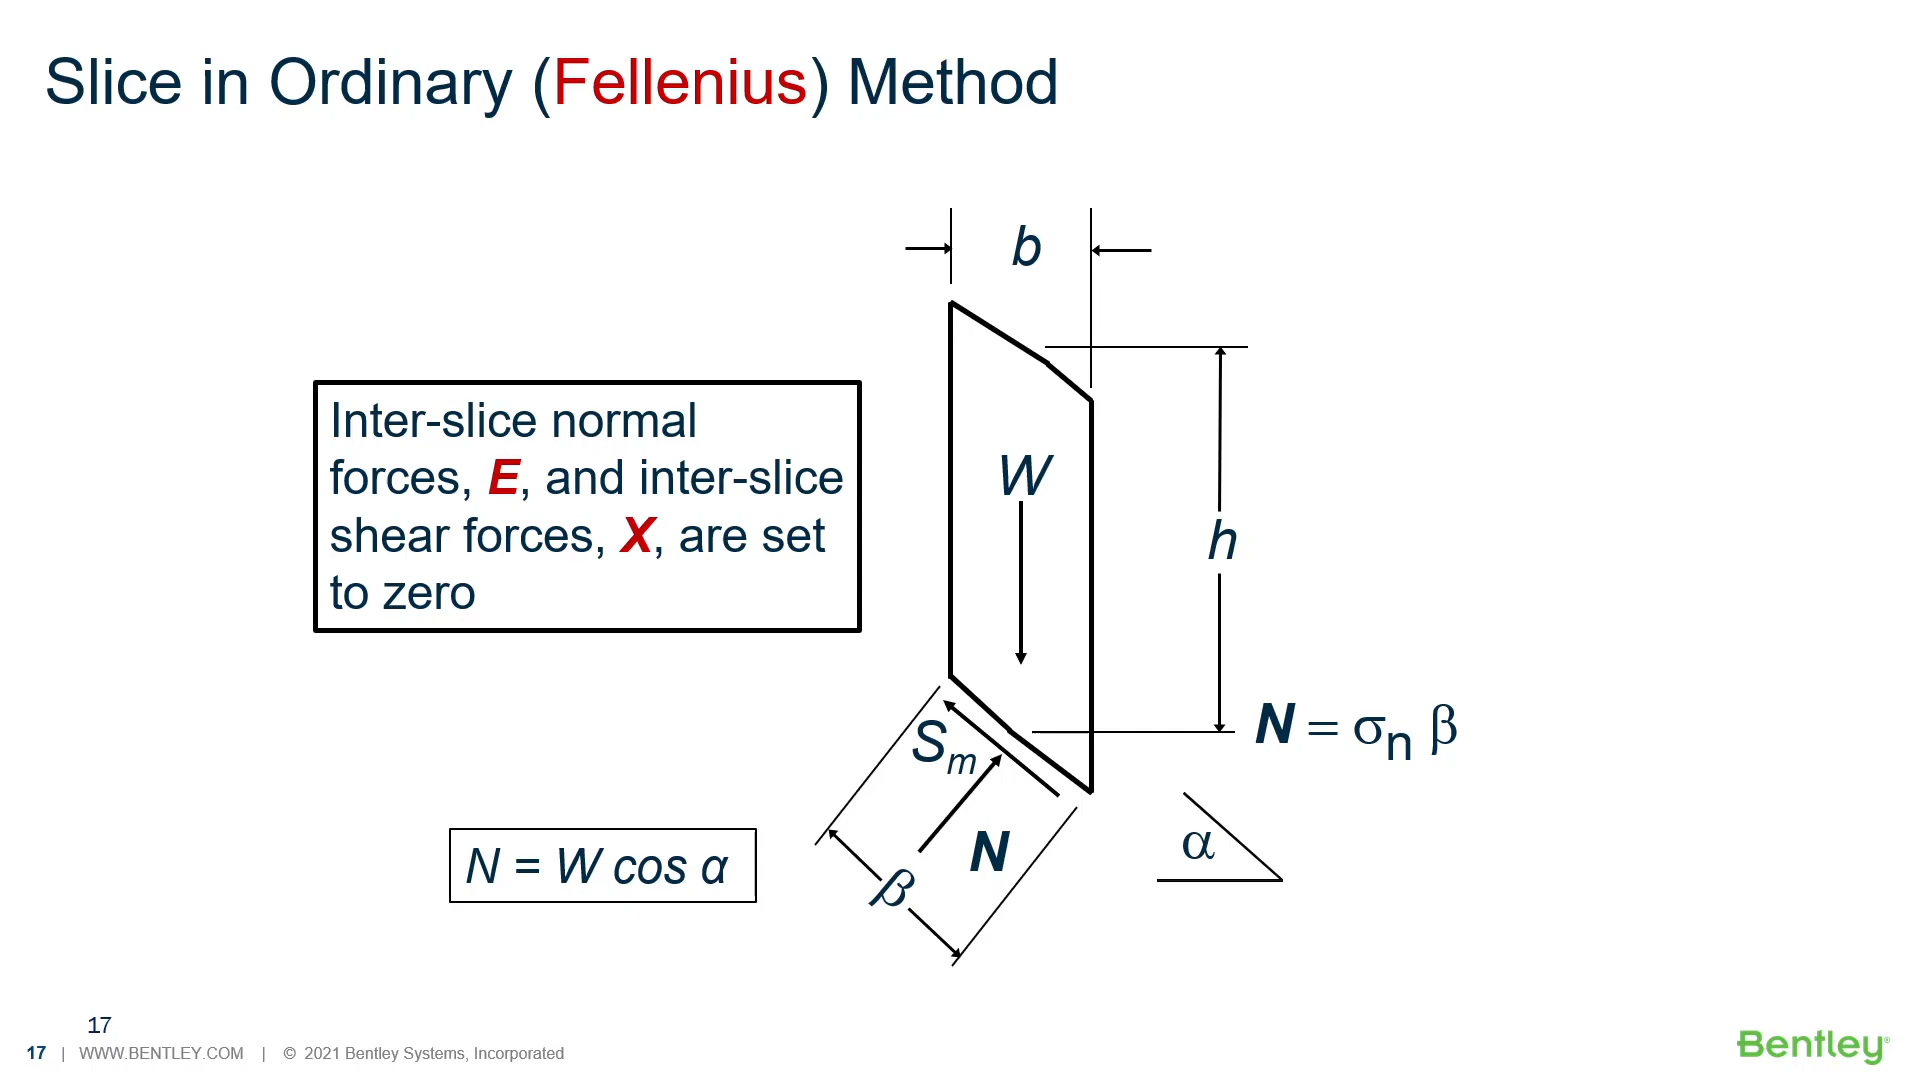 Slice in Ordinary (Fellenius) Method
b
Inter-slice normal
forces, E, and inter-slice
shear forces, X, are set
to zero
W
h
N = σn β
Sm
N
α
N = W cos α
β
17
17 | WWW.BENTLEY.COM | © 2021 Bentley Systems, Incorporated
Bentley®